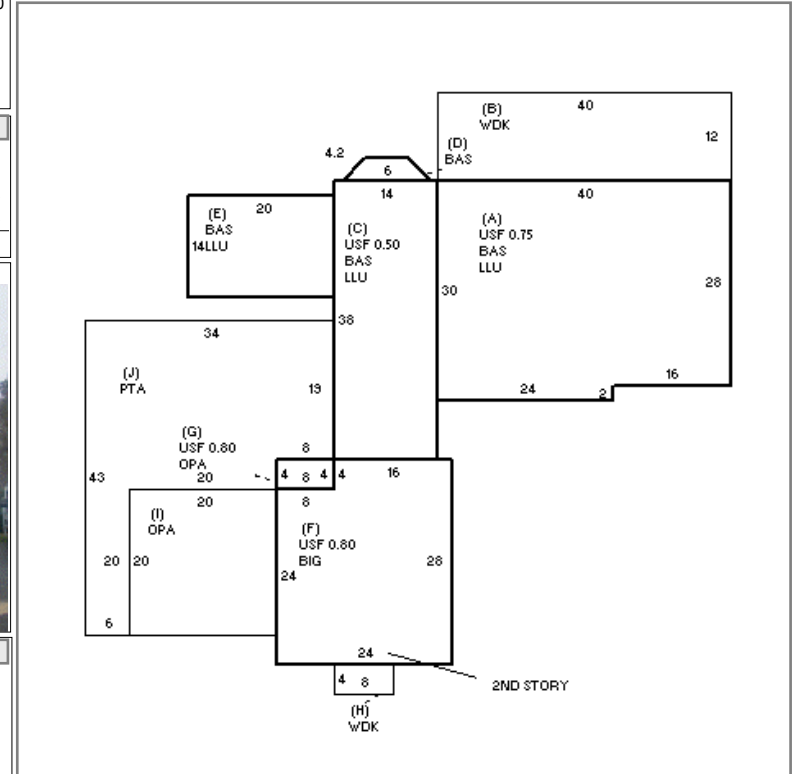 (B)
WDK
40
12
(D)
BAS
4.2
6
14
40
20
(E)
BAS
14LLU
(C)
USF 0.50
BAS
LLU
(A)
USF 0.75
BAS
LLU
30
28
38
34
16
24
2
(J)
PTA
19
(G)
USF 0.80
OPA
8
43
20
4
8
4
4
16
20
8
(I)
OPA
(F)
USF 0.80
BIG
20
20
24
28
6
24
4
8
2ND STORY
(H)
WDK